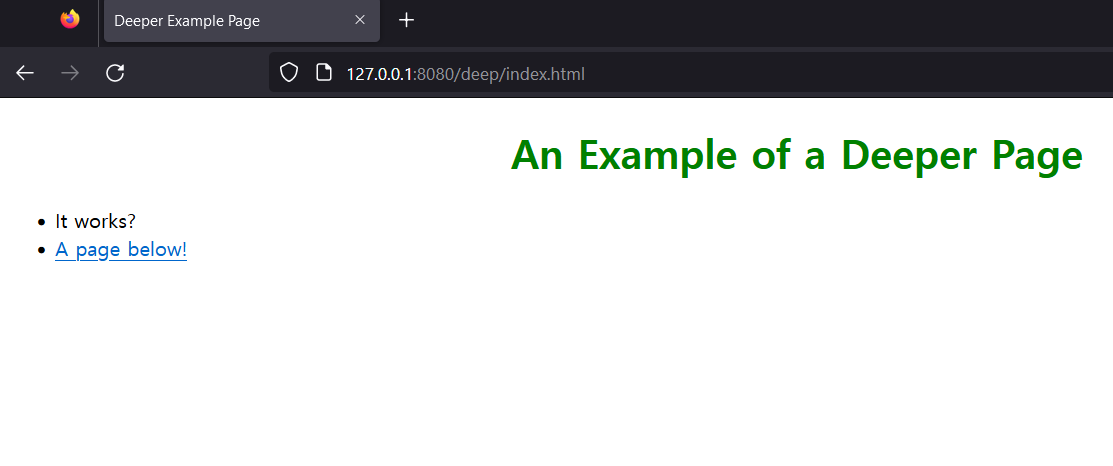 Deeper Example Page
127.0.0.1:8080/deep/index.html
An Example of a Deeper Page
It works?
A page below!